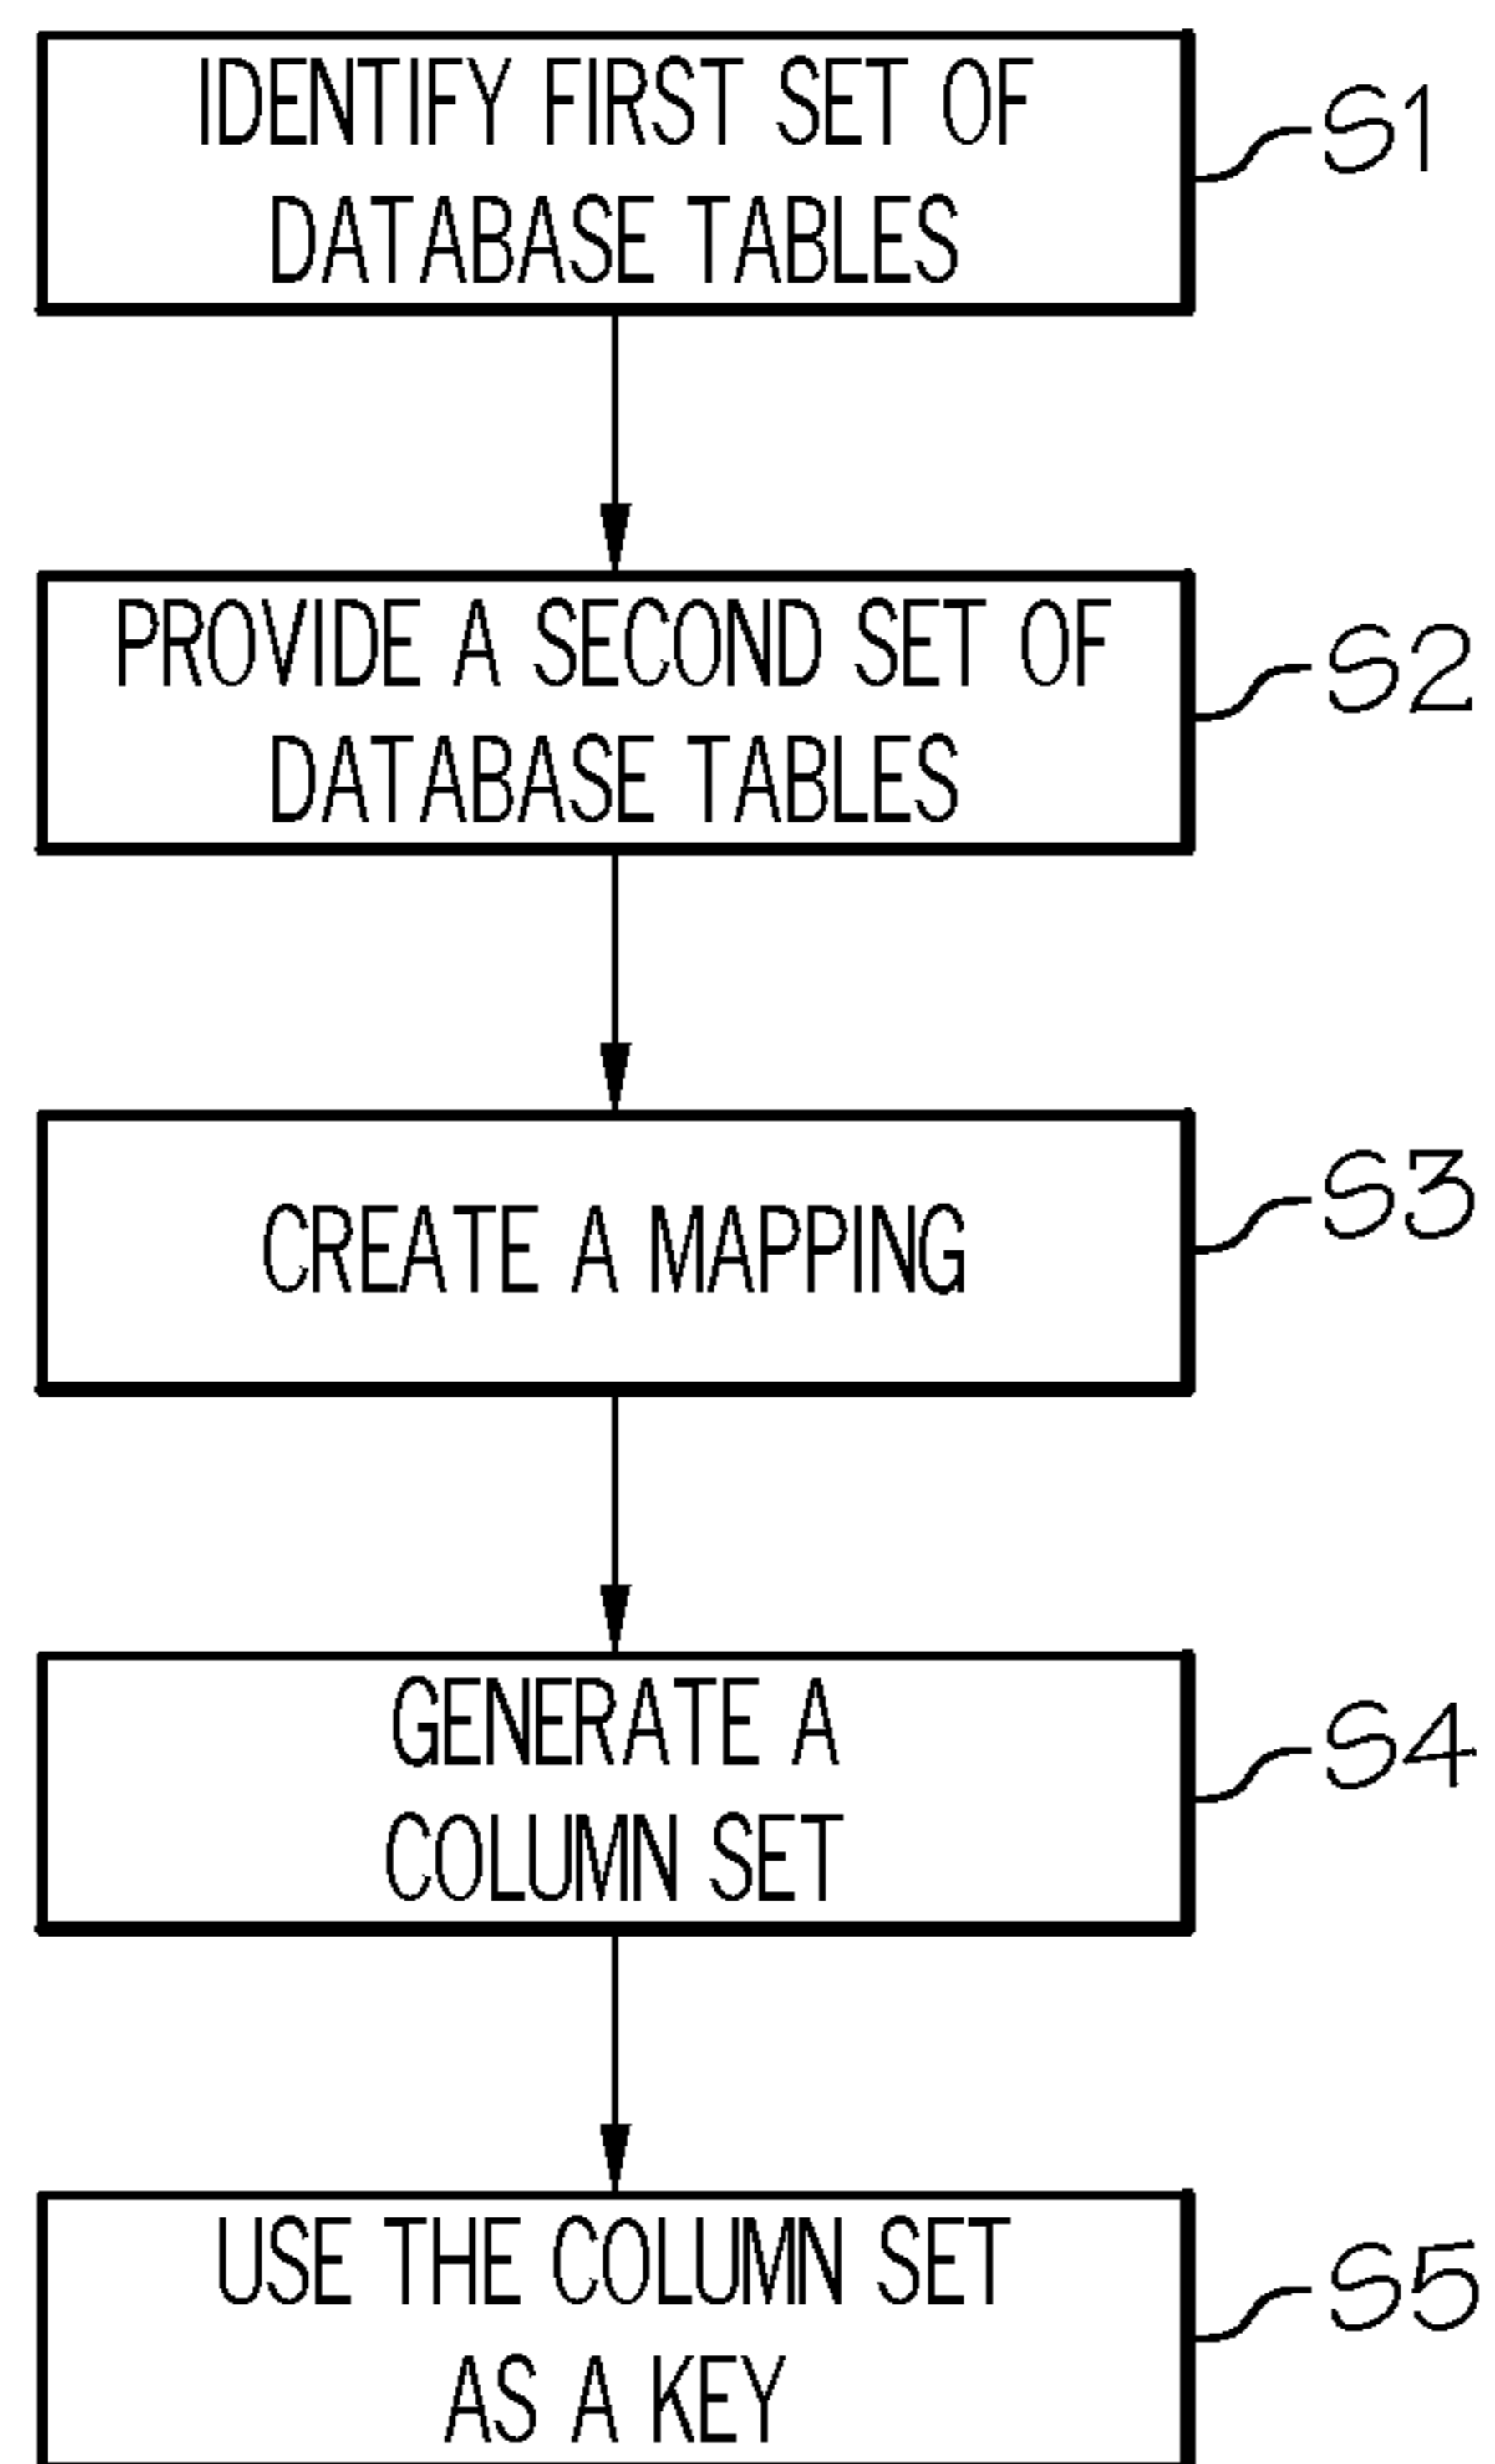 IDENTIFY FIRST SET OF
DATABASE TABLES
S1
PROVIDE A SECOND SET OF
DATABASE TABLES
S2
CREATE A MAPPING
S3
GENERATE A
COLUMN SET
S4
USE THE COLUMN SET
AS A KEY
S5